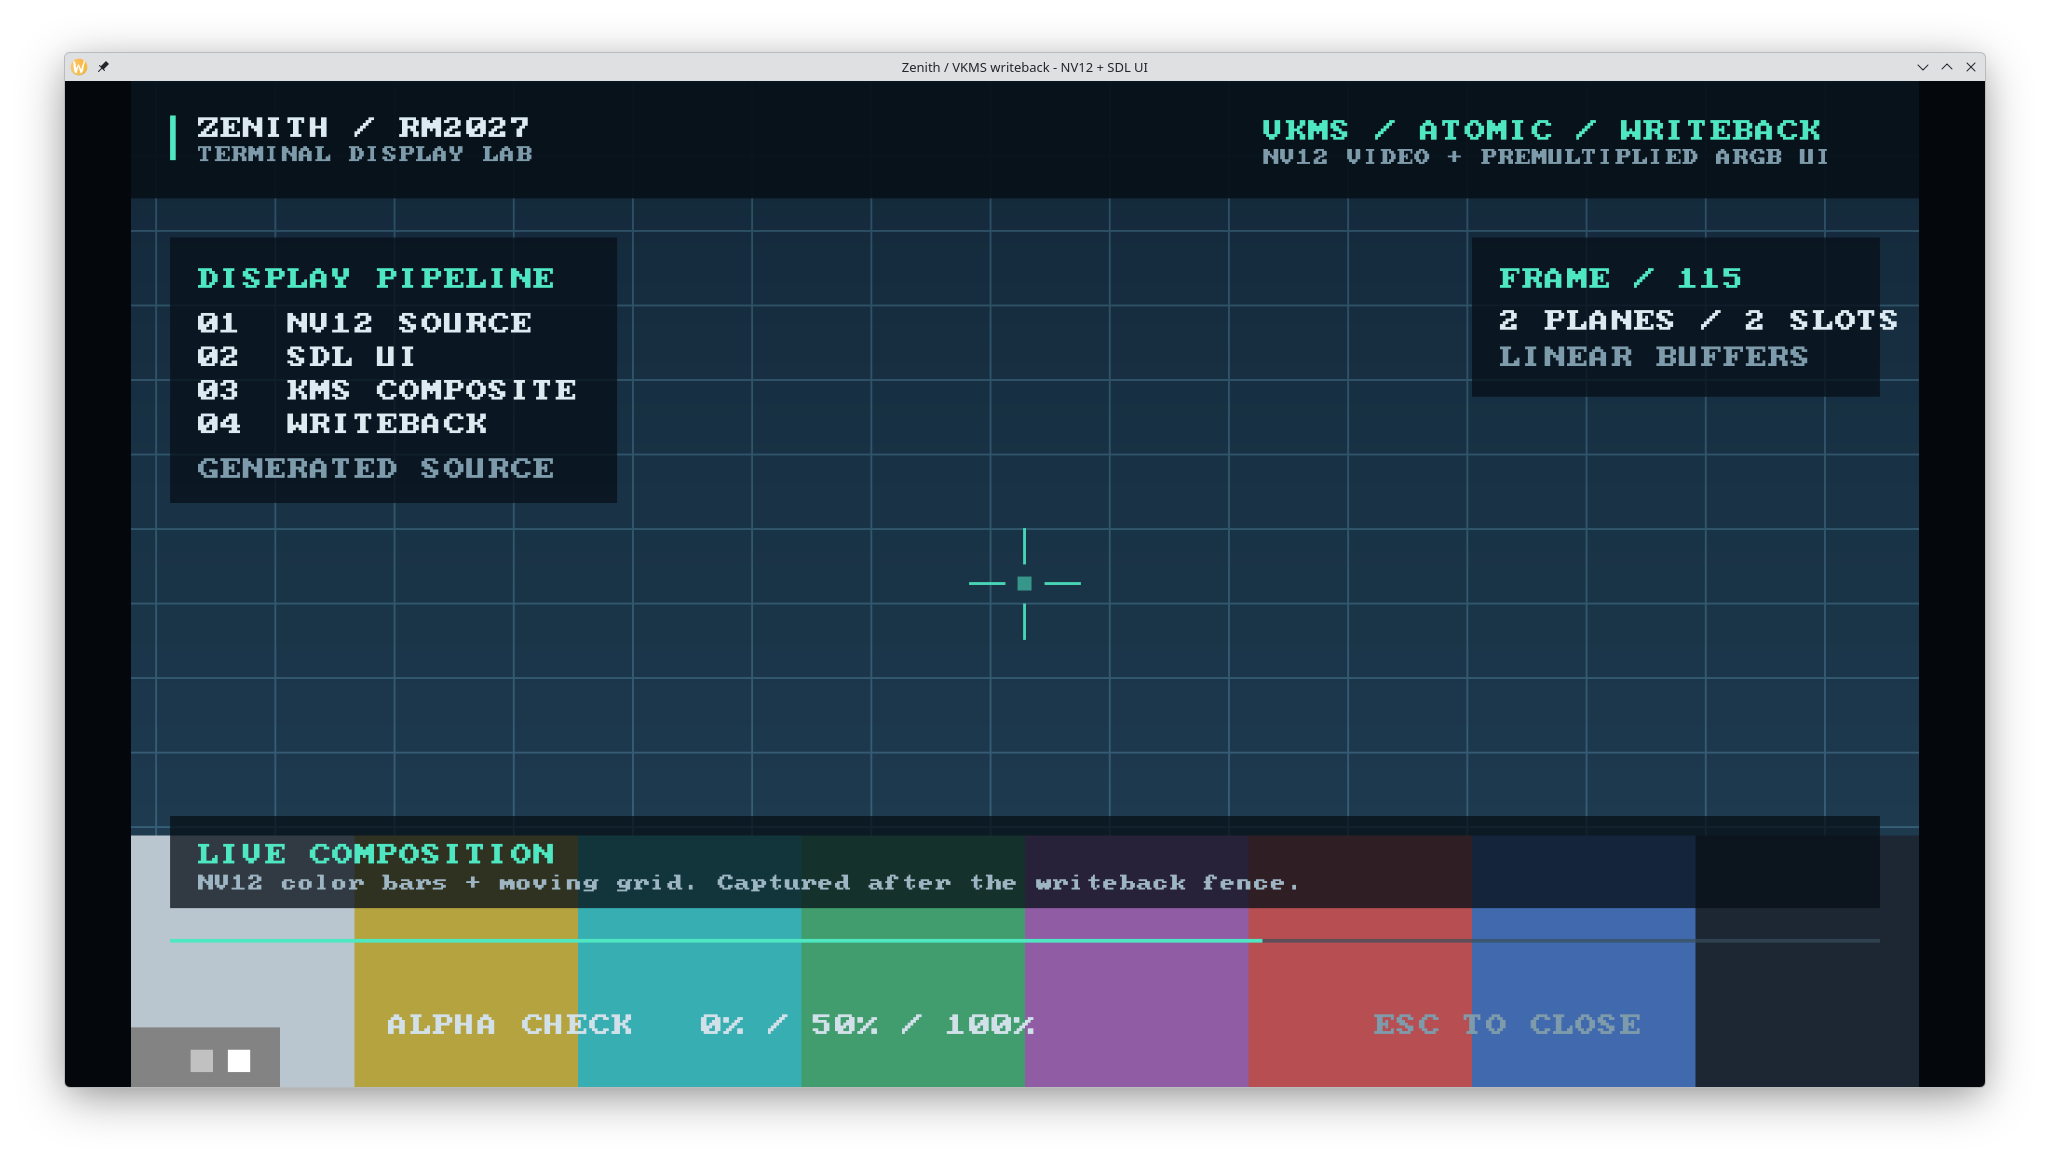 Zenith / VKMS writeback - NV12 + SDL UI
ZENITH / RM2027
TERMINAL DISPLAY LAB
VKMS / ATOMIC / WRITEBACK
NV12 VIDEO + PREMULTIPLIED ARGB UI
DISPLAY PIPELINE
01 NV12 SOURCE
02 SDL UI
03 KMS COMPOSITE
04 WRITEBACK
GENERATED SOURCE
FRAME / 115
2 PLANES / 2 SLOTS
LINEAR BUFFERS
LIVE COMPOSITION
NV12 color bars + moving grid. Captured after the writeback fence.
ALPHA CHECK 0% / 50% / 100%
ESC TO CLOSE